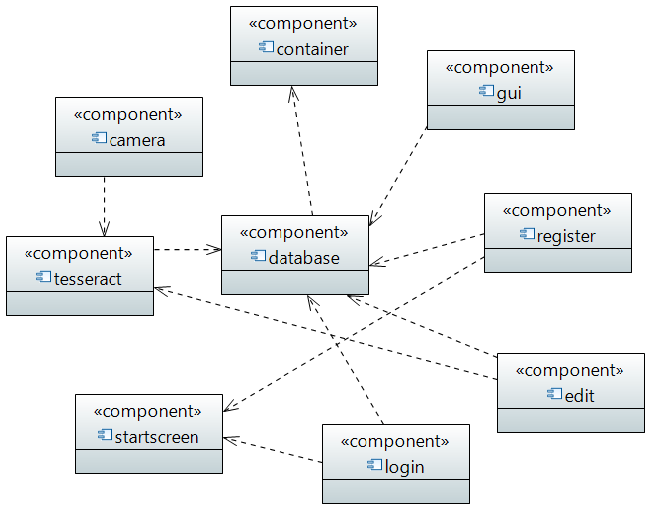 «component»
container
«component»
gui
«component»
camera
«component»
register
«component»
database
«component»
tesseract
«component»
edit
«component»
startscreen
«component»
login